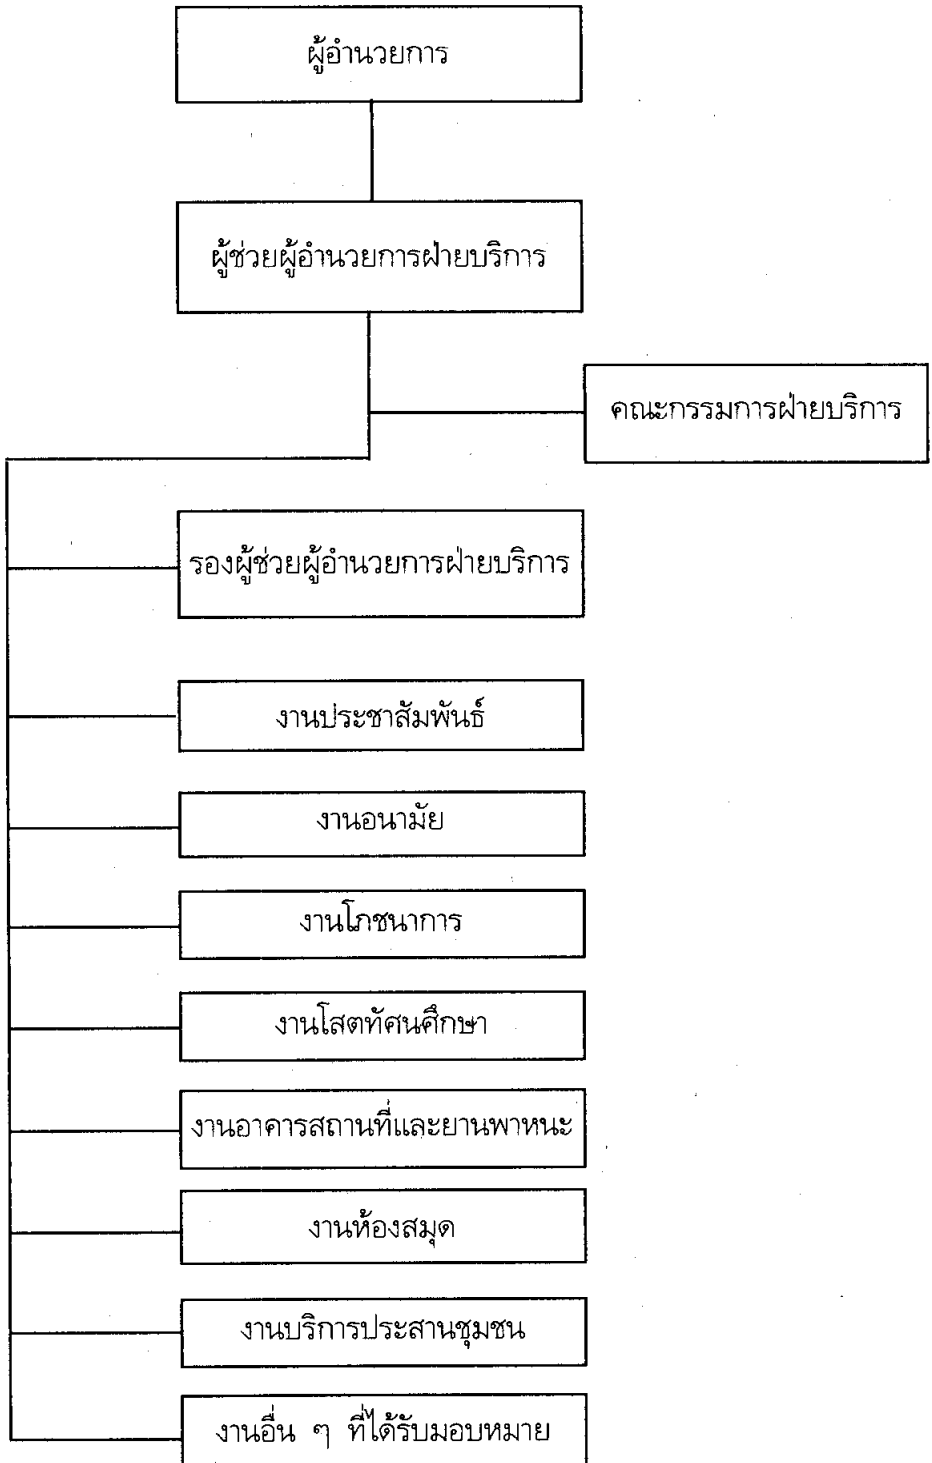 ผู้อำนวยการ
ผู้ช่วยผู้อำนวยการฝ่ายบริการ
คณะกรรมการฝ่ายบริการ
รองผู้ช่วยผู้อำนวยการฝ่ายบริการ
งานประชาสัมพันธ์
งานอนามัย
งานโภชนาการ
งานโสตทัศนศึกษา
งานอาคารสถานที่และยานพาหนะ
งานห้องสมุด
งานบริการประสานชุมชน
งานอื่น ๆ ที่ได้รับมอบหมาย